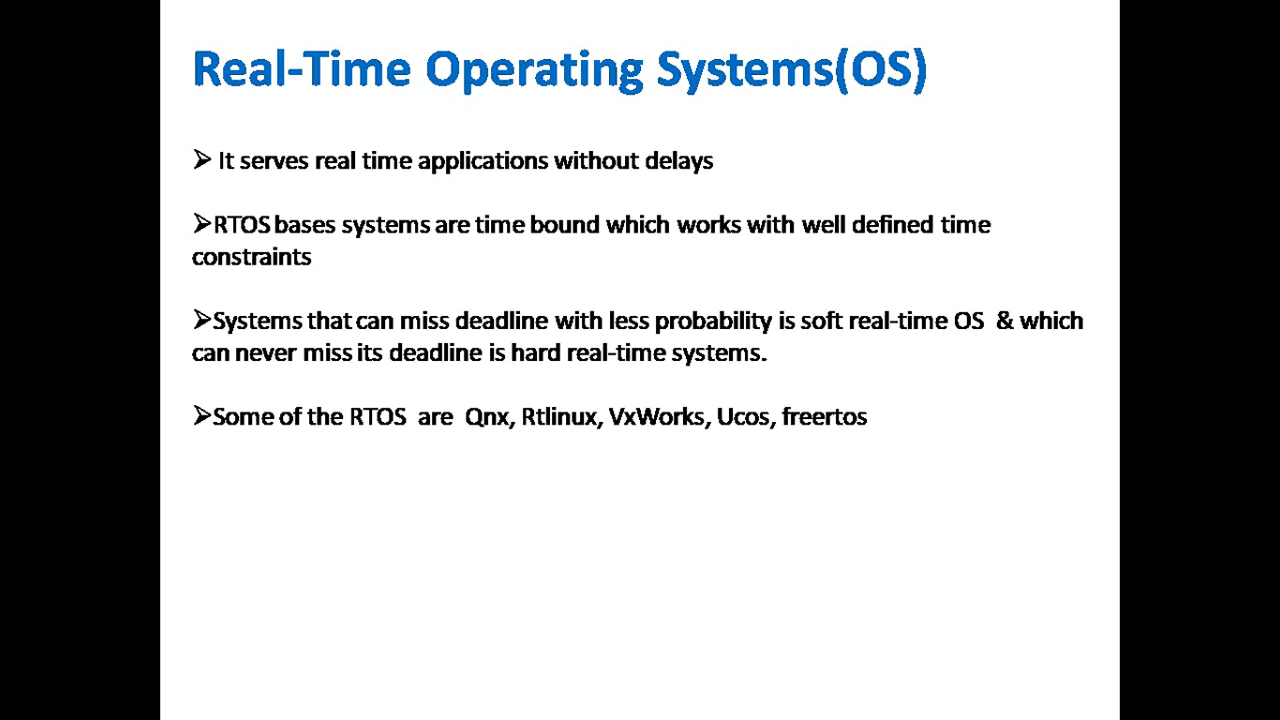 Real-Time Operating Systems(OS)
➢ It serves real time applications without delays
➢RTOS bases systems are time bound which works with well defined time
constraints
➢Systems that can miss deadline with less probability is soft real-time OS & which
can never miss its deadline is hard real-time systems.
➢Some of the RTOS are Qnx, Rtlinux, VxWorks, Ucos, freertos